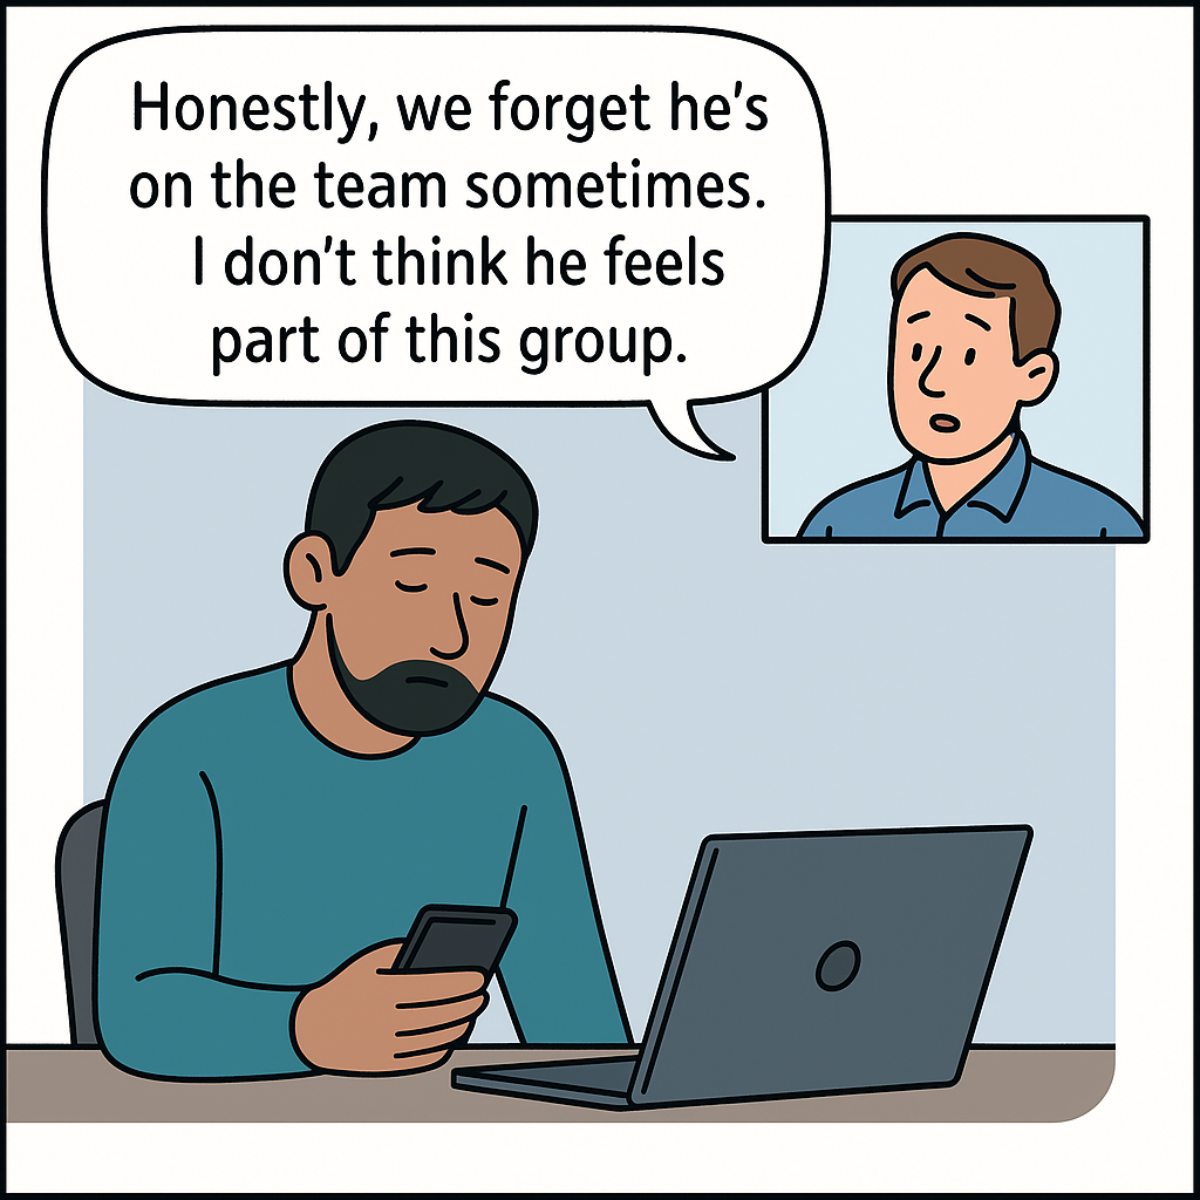 Honestly, we forget he’s
on the team sometimes.
I don’t think he feels
part of this group.